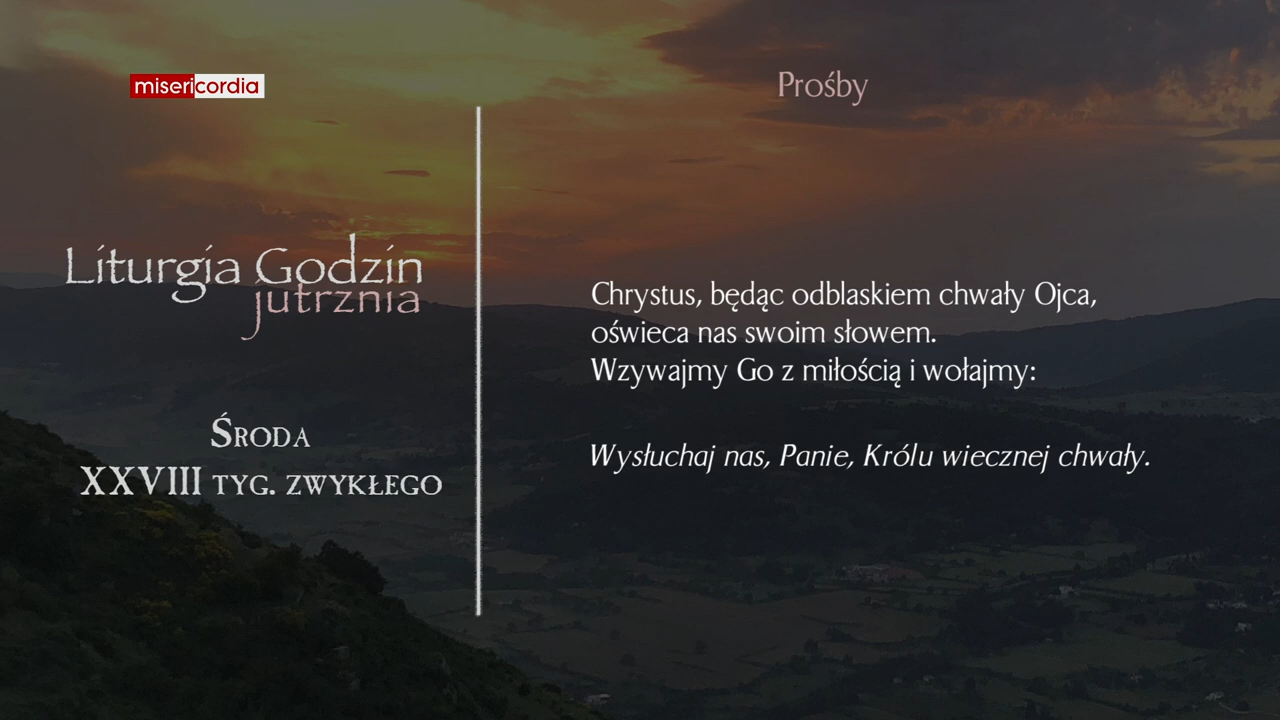 misericordia
Liturgia Godzin
jutrznia
Środa
XXVIII tyg. zwykłego
Prośby
Chrystus, będąc odblaskiem chwały Ojca,
oświeca nas swoim słowem.
Wzywajmy Go z miłością i wołajmy:
Wysłuchaj nas, Panie, Królu wiecznej chwały.